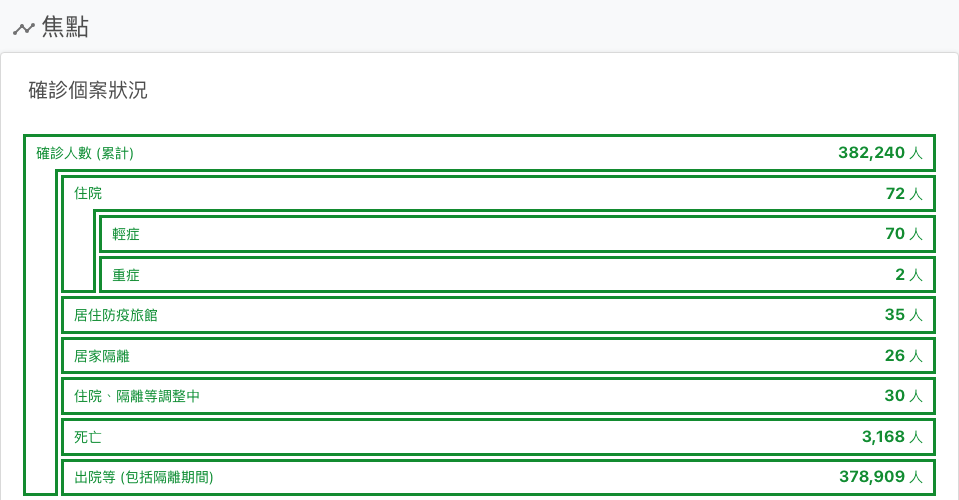 焦點
確診個案狀況
確診人數 (累計) 382,240 人
住院 72 人
輕症 70 人
重症 2 人
居住防疫旅館 35 人
居家隔離 26 人
住院、隔離等調整中 30 人
死亡 3,168 人
出院等 (包括隔離期間) 378,909 人